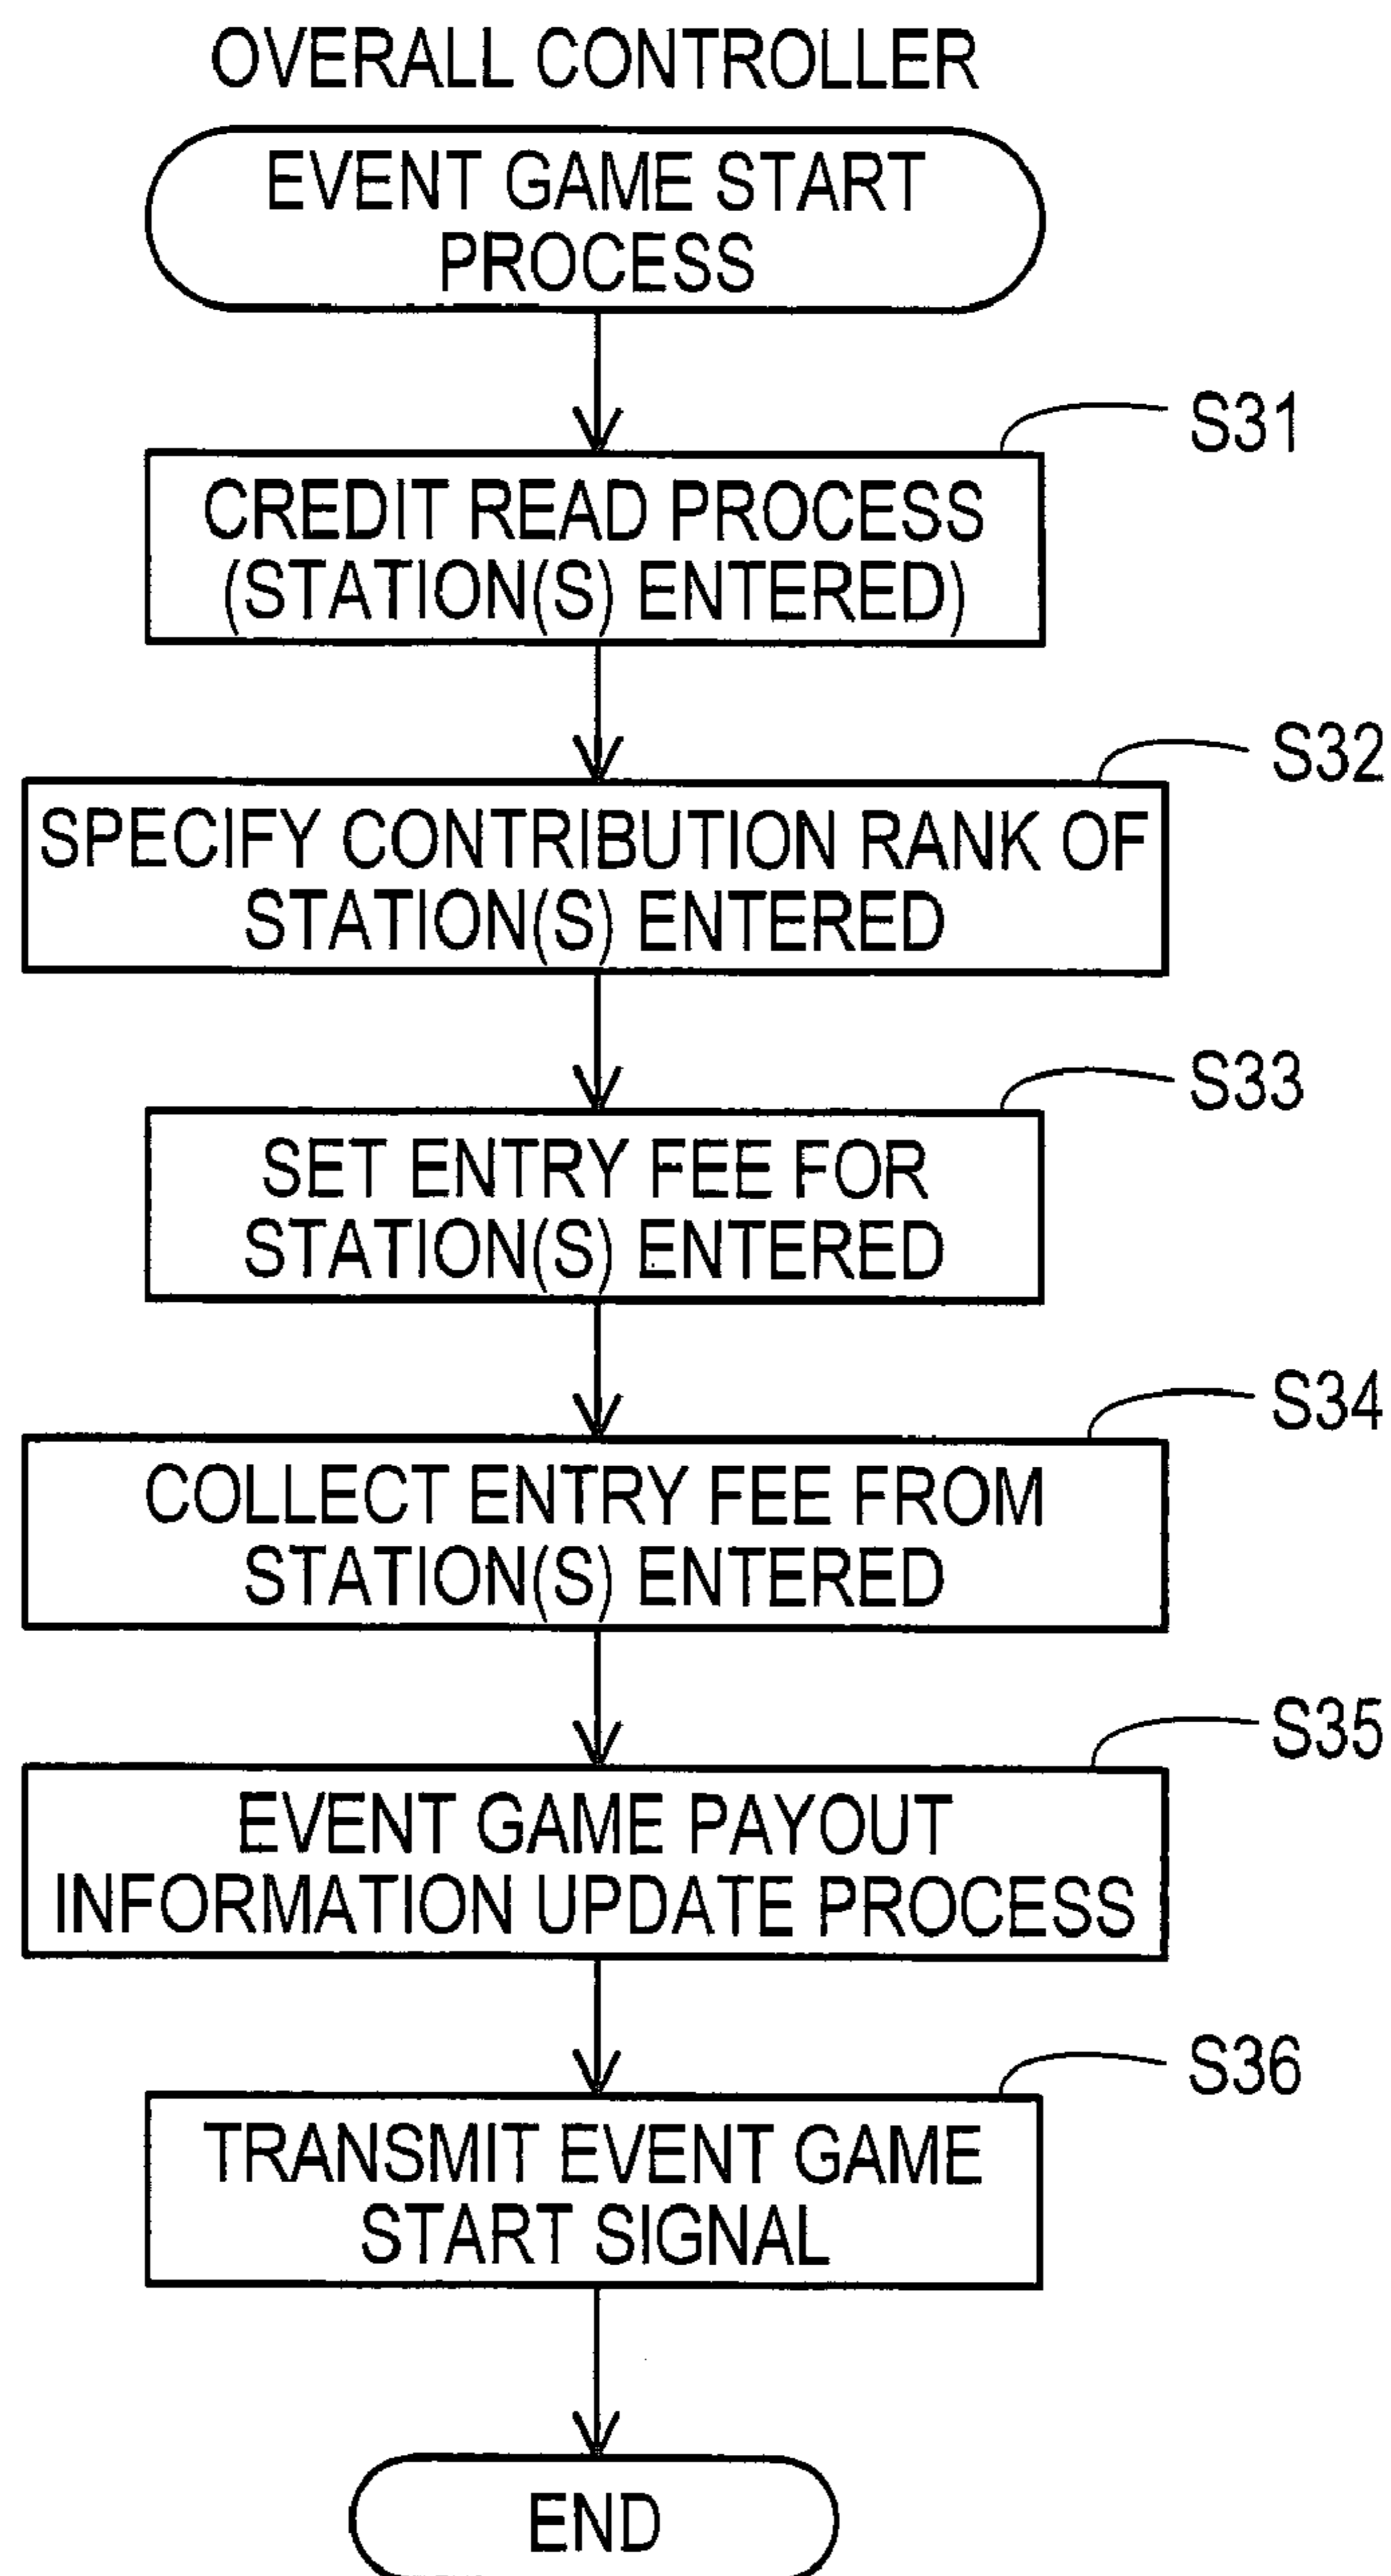 OVERALL CONTROLLER
EVENT GAME START
PROCESS
S31
CREDIT READ PROCESS
(STATION(S) ENTERED)
S32
SPECIFY CONTRIBUTION RANK OF
STATION(S) ENTERED
S33
SET ENTRY FEE FOR
STATION(S) ENTERED
S34
COLLECT ENTRY FEE FROM
STATION(S) ENTERED
S35
EVENT GAME PAYOUT
INFORMATION UPDATE PROCESS
S36
TRANSMIT EVENT GAME
START SIGNAL
END